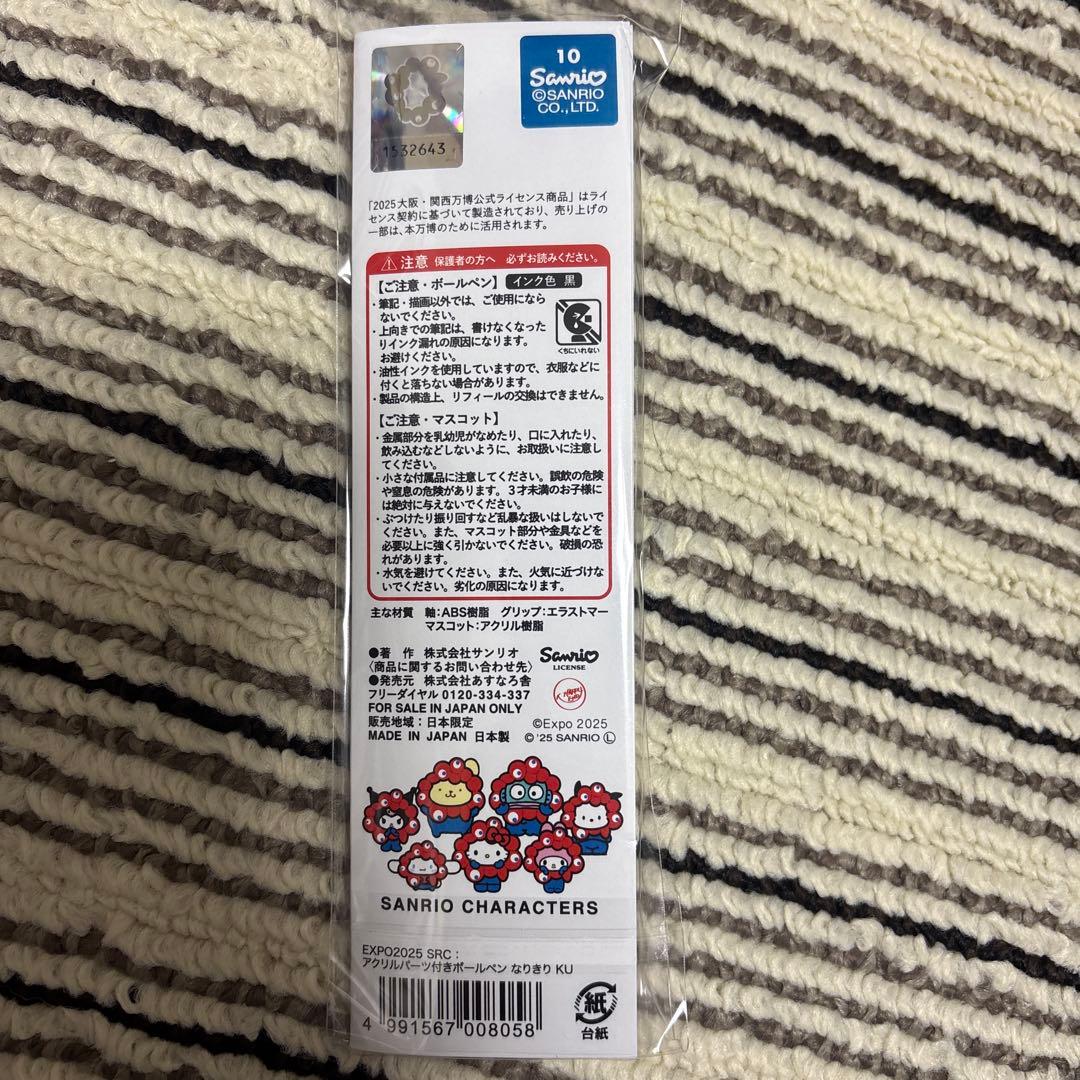 1532643
10
Sanrio
©SANRIO
CO.,LTD.
「2025大阪・関西万博公式ライセンス商品」はライ
センス契約に基づいて製造されており、売り上げの
一部は、本万博のために活用されます。
⚠注意 保護者の方へ 必ずお読みください。
【ご注意・ボールペン】 インク色 黒
・筆記・描画以外では、ご使用になら
ないでください。
・上向きでの筆記は、書けなくなった
りインク漏れの原因になります。
お避けください。
くちにいれない
・油性インクを使用していますので、衣服などに
付くと落ちない場合があります。
・製品の構造上、リフィールの交換はできません。
【ご注意・マスコット】
・金属部分を乳幼児がなめたり、口に入れたり、
飲み込むなどしないように、お取扱いに注意し
てください。
・小さな付属品に注意してください。誤飲の危険
や窒息の危険があります。3才未満のお子様に
は絶対に与えないでください。
・ぶつけたり振り回すなど乱暴な扱いはしないで
ください。また、マスコット部分や金具などを
必要以上に強く引かないでください。破損の恐
れがあります。
・水気を避けてください。また、火気に近づけな
いでください。劣化の原因になります。
主な材質 軸:ABS樹脂 グリップ:エラストマー
マスコット:アクリル樹脂
●著 作 株式会社サンリオ
〈商品に関するお問い合わせ先〉
●発売元 株式会社あすなろ舎
フリーダイヤル 0120-334-337
FOR SALE IN JAPAN ONLY
販売地域:日本限定
MADE IN JAPAN 日本製
Sanrio
LICENSE
©Expo 2025
©'25 SANRIO Ⓛ
SANRIO CHARACTERS
EXPO2025 SRC:
アクリルパーツ付きボールペン なりきり KU
4 991567 008058
紙
台紙